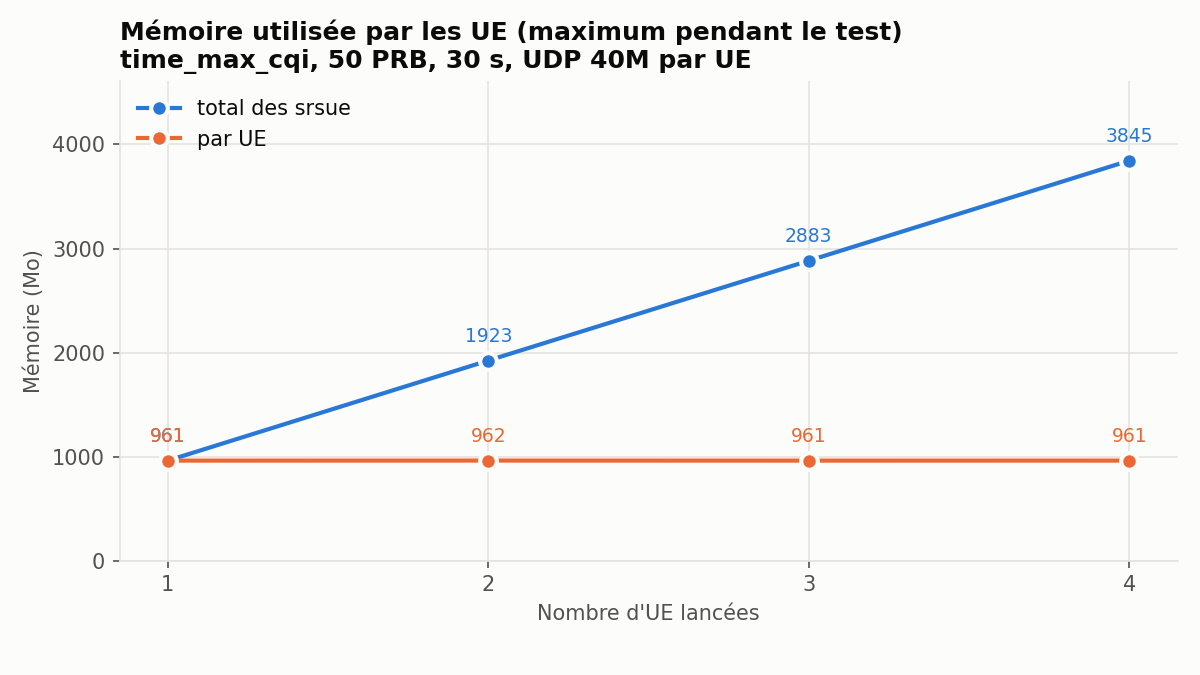 Mémoire utilisée par les UE (maximum pendant le test)
time_max_cqi, 50 PRB, 30 s, UDP 40M par UE
total des srsue
par UE
Mémoire (Mo)
4000
3000
2000
1000
0
961
961
1923
962
2883
961
3845
961
1
2
3
4
Nombre d'UE lancées